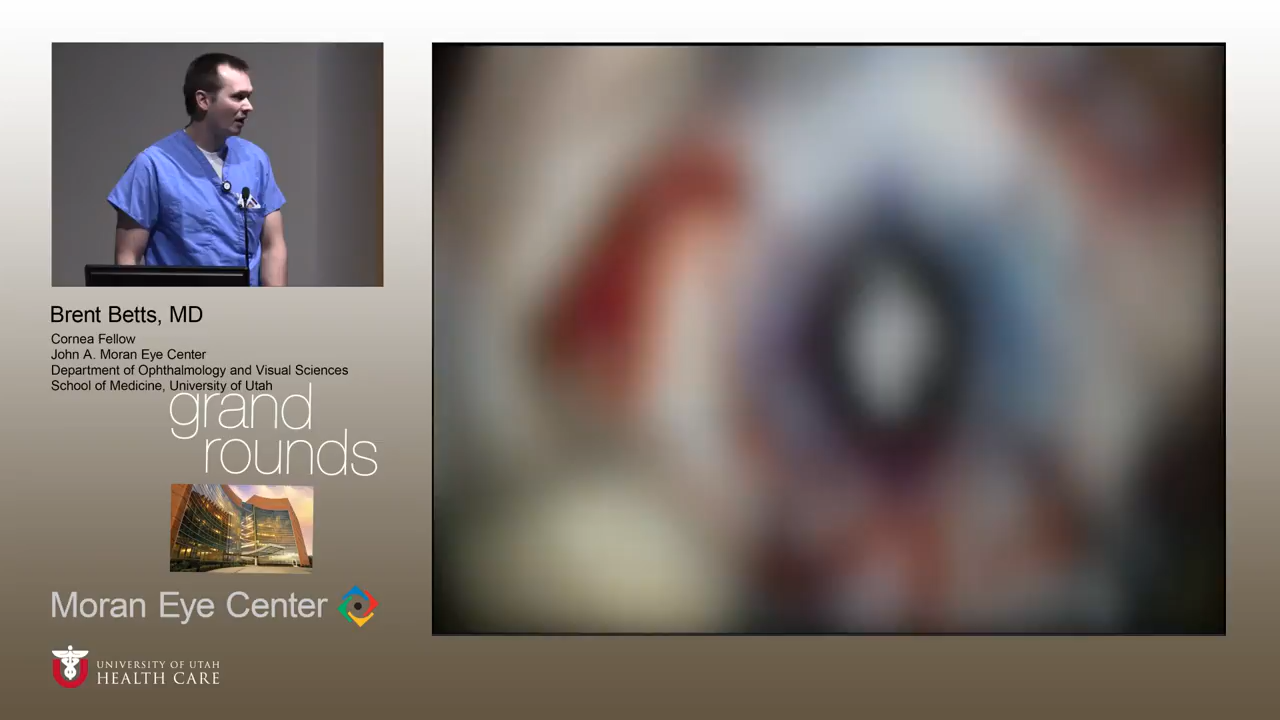 Brent Betts, MD
Cornea Fellow
John A. Moran Eye Center
Department of Ophthalmology and Visual Sciences
School of Medicine, University of Utah
grand
rounds
Moran Eye Center
UNIVERSITY OF UTAH
HEALTH CARE